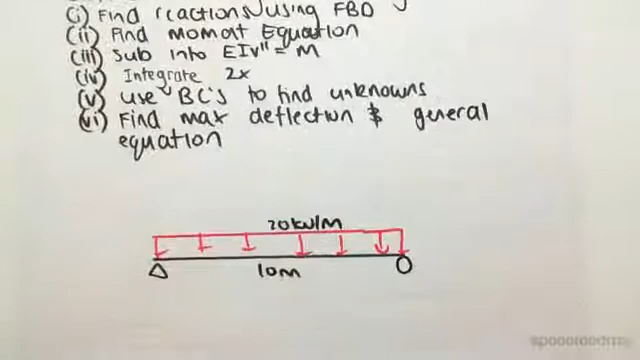 (i) Find reactions using FBD
(ii) Find Moment Equation
(iii) Sub into EIv" = M
(iv) Integrate 2x
(v) use BC's to find unknowns
(vi) Find max deflection & general
equation
20kN/M
10m